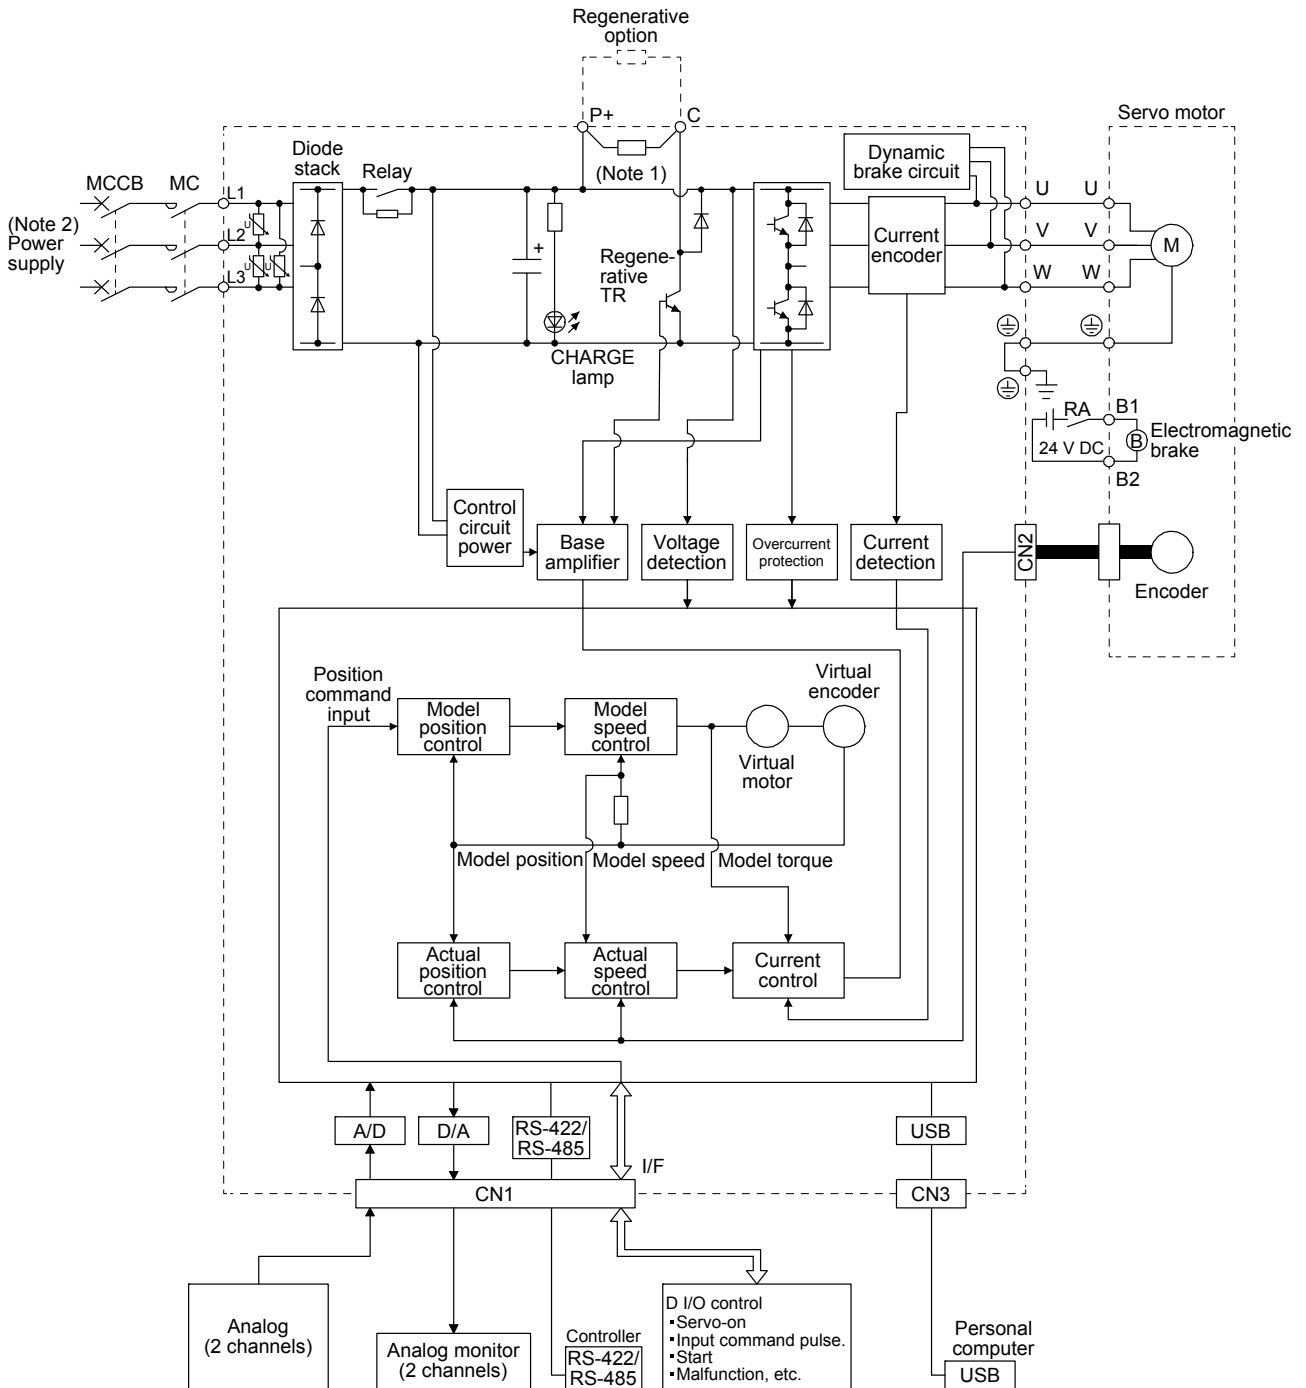 Regenerative
option
P+
C
Servo motor
Diode
stack
Relay
(Note 1)
Dynamic
brake circuit
MCCB
MC
L1
U
U
(Note 2)
Power
supply
U
L2
Regene-
rative
TR
+
Current
encoder
V
V
M
U
U
L3
W
W
CHARGE
lamp
RA
B1
24 V DC
B
Electromagnetic
brake
B2
Control
circuit
power
Base
amplifier
Voltage
detection
Overcurrent
protection
Current
detection
CN2
Encoder
Position
command
input
Virtual
encoder
Model
position
control
Model
speed
control
Virtual
motor
Model position
Model speed
Model torque
Actual
position
control
Actual
speed
control
Current
control
A/D
D/A
RS-422/
RS-485
USB
I/F
CN1
CN3
Analog
(2 channels)
Analog monitor
(2 channels)
Controller
RS-422/
RS-485
D I/O control
▪Servo-on
▪Input command pulse.
▪Start
▪Malfunction, etc.
Personal
computer
USB